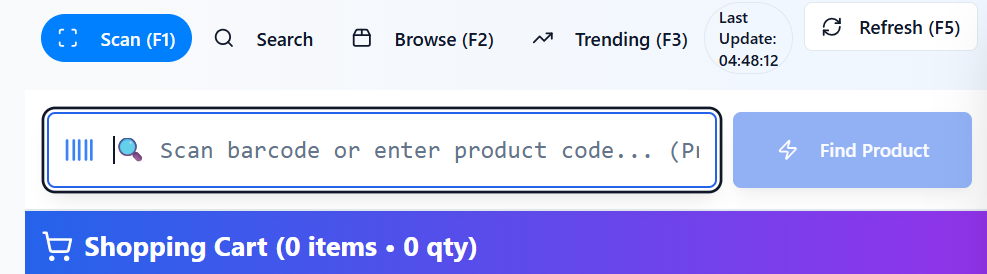 Scan (F1)
Search
Browse (F2)
Trending (F3)
Last
Update:
04:48:12
Refresh (F5)
Scan barcode or enter product code... (Pr
Find Product
Shopping Cart (0 items • 0 qty)